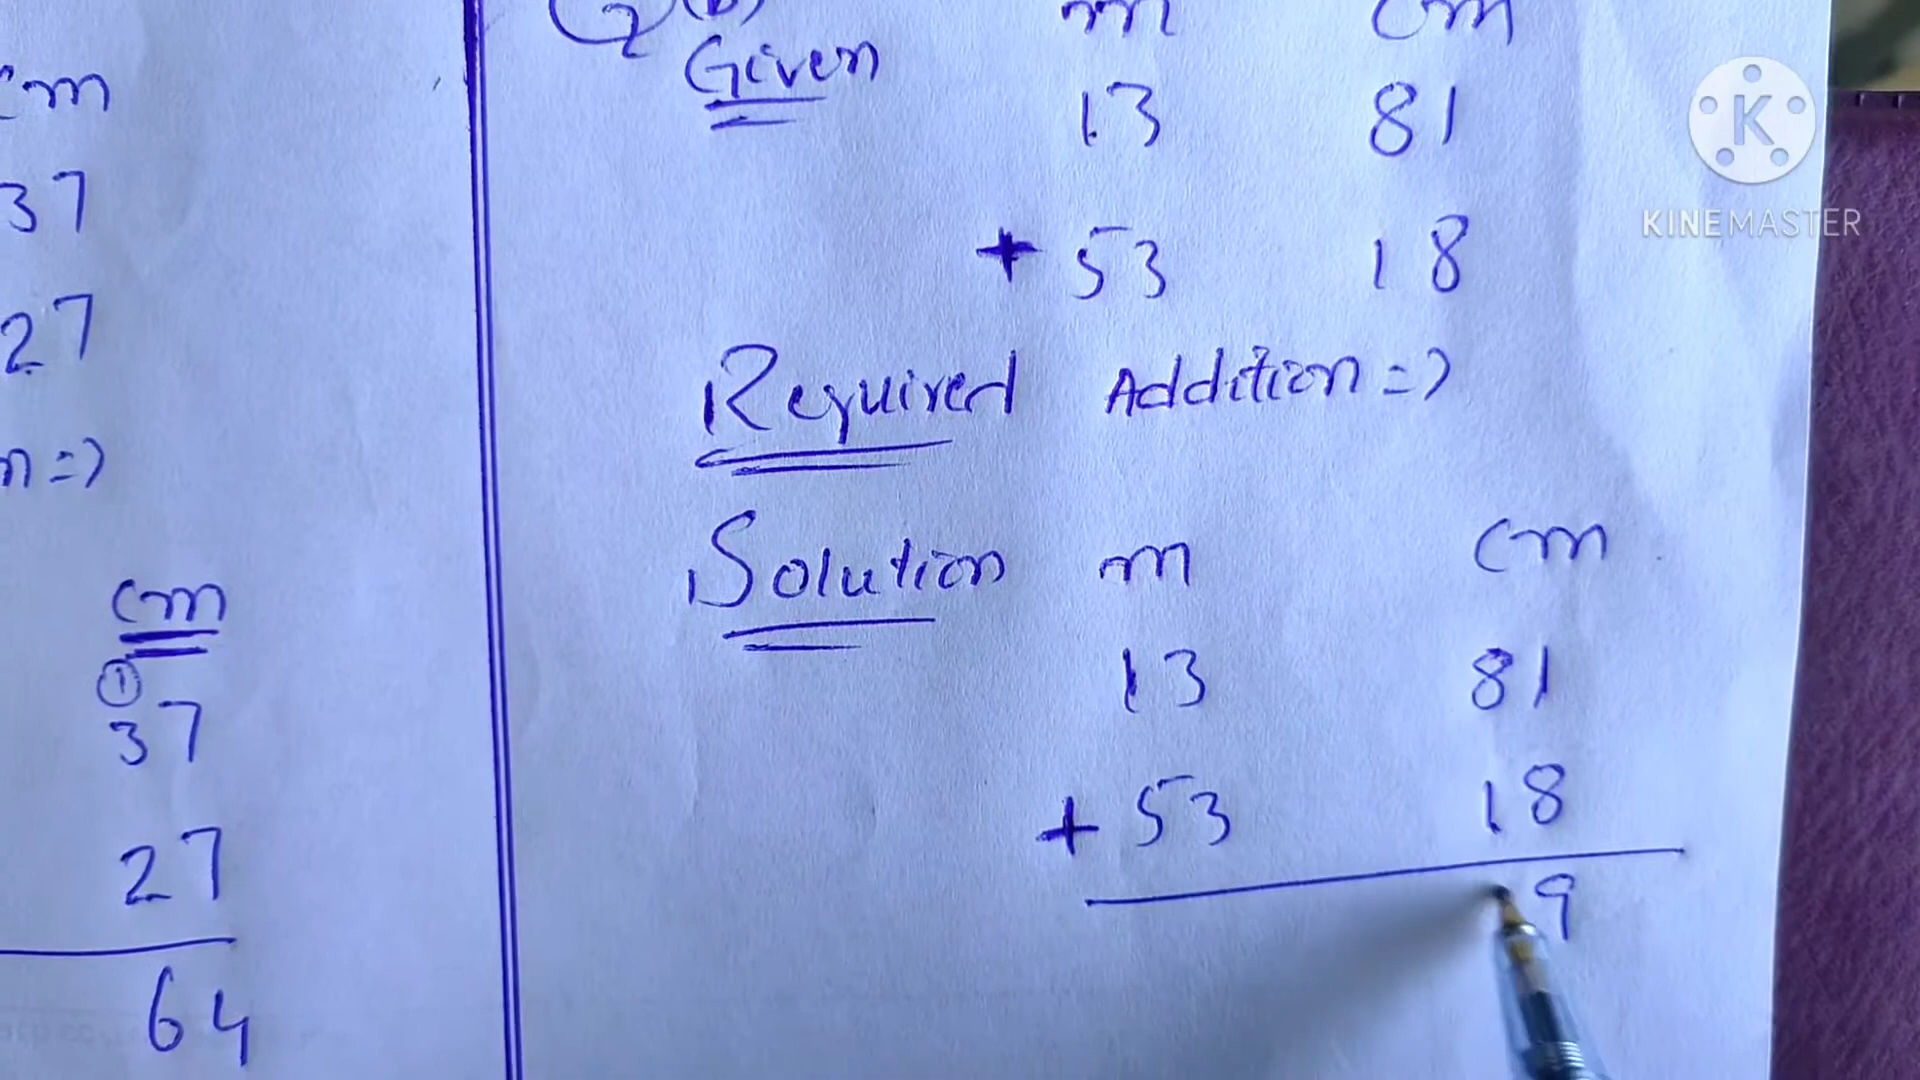 cm
37
27
n =>
cm
1
37
27
64
Q (b) m cm
Given 13 81
+ 53 18
Required Addition =>
Solution m cm
13 81
+ 53 18
9
K
KINEMASTER